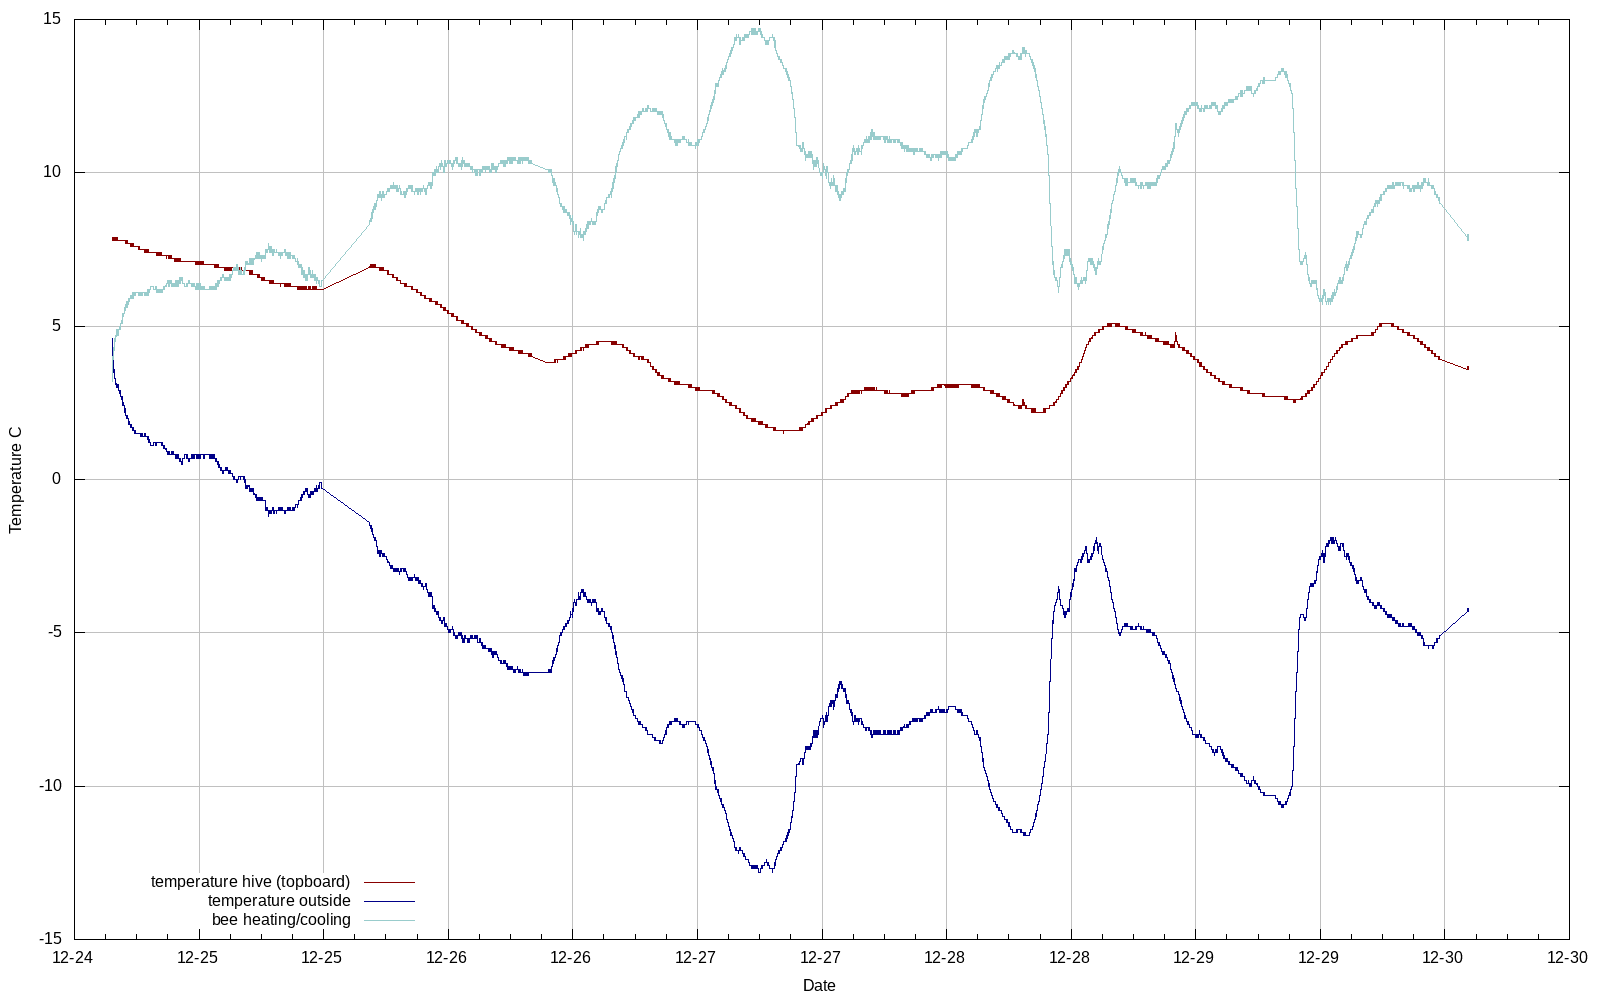 15
10
5
0
-5
-10
-15
Temperature C
temperature hive (topboard)
temperature outside
bee heating/cooling
12-24 12-25 12-25 12-26 12-26 12-27 12-27 12-28 12-28 12-29 12-29 12-30 12-30
Date